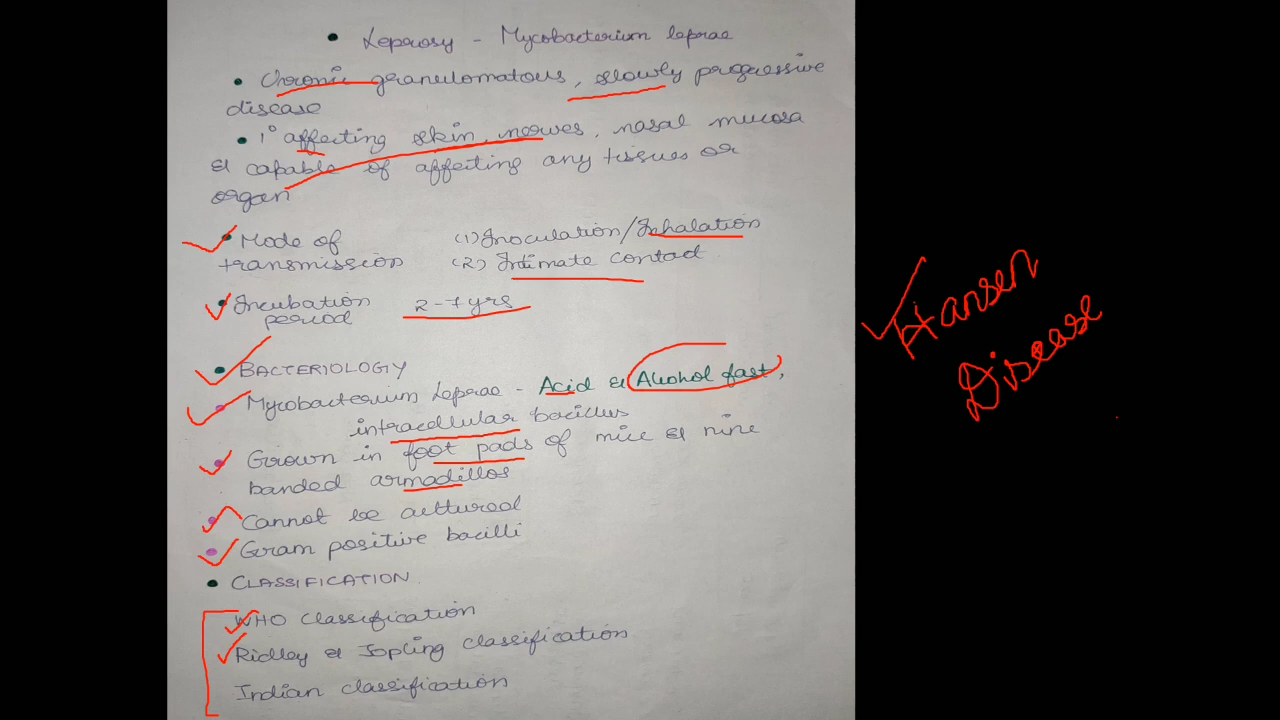 • Leprosy - Mycobacterium leprae
• Chronic granulomatous, slowly progressive
disease
• 1° affecting skin, nerves, nasal mucosa
& capable of affecting any tissues or
organ
• Mode of transmission
(1) Inoculation/Inhalation
(2) Intimate contact
• Incubation period
2-7yrs
• BACTERIOLOGY
• Mycobacterium Leprae - Acid & Alcohol fast,
intracellular bacillus
• Grown in foot pads of mice & nine
banded armadillos
• Cannot be cultured
• Gram positive bacilli
• CLASSIFICATION
WHO classification
Ridley & Jopling classification
Indian classification
Hansen
Disease